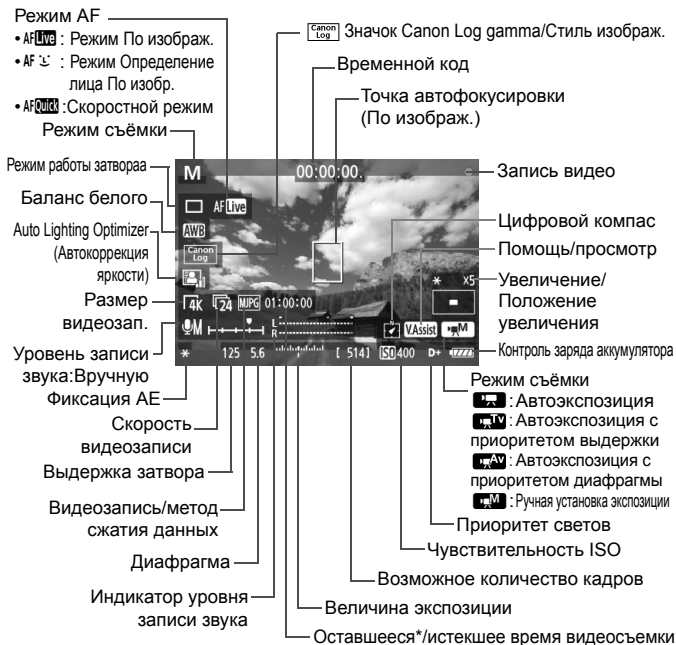 Режим AF
• AF Live : Режим По изображ.
• AF : Режим Определение
лица По изобр.
• AF Quick :Скоростной режим
Режим съёмки
Canon Log Значок Canon Log gamma/Стиль изображ.
Временной код
Точка автофокусировки
(По изображ.)
Режим работы затвораа
Баланс белого
Auto Lighting Optimizer
(Автокоррекция
яркости)
Размер
видеозап.
Уровень записи
звука:Вручную
Фиксация AE
M 00:00:00.
AF Live
AWB
Canon
Log
4K 24 MJPG 01:00:00
M L
R
V.Assist M
* x5
* 125 5.6 [ 514] ISO 400 D+
Запись видео
Цифровой компас
Помощь/просмотр
Увеличение/
Положение
увеличения
Контроль заряда аккумулятора
Режим съёмки
: Автоэкспозиция
Tv : Автоэкспозиция с
приоритетом выдержки
Av : Автоэкспозиция с
приоритетом диафрагмы
M : Ручная установка экспозиции
Скорость
видеозаписи
Выдержка затвора
Видеозапись/метод
сжатия данных
Диафрагма
Индикатор уровня
записи звука
Приоритет светов
Чувствительность ISO
Возможное количество кадров
Величина экспозиции
Оставшееся*/истекшее время видеосъемки